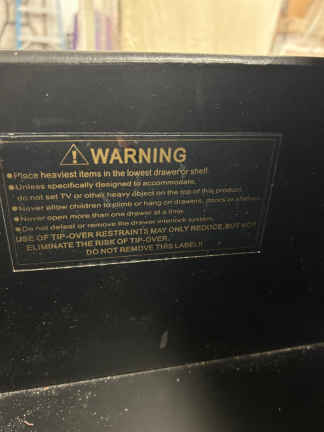 ⚠WARNING
●Place heaviest items in the lowest drawer or shelf.
●Unless specifically designed to accommodate,
do not set TV or other heavy object on the top of this product.
●Never allow children to climb or hang on drawers, doors or shelves.
●Never open more than one drawer at a time.
●Do not defeat or remove the drawer interlock system.
USE OF TIP-OVER RESTRAINTS MAY ONLY REDUCE, BUT NOT
ELIMINATE THE RISK OF TIP-OVER.
DO NOT REMOVE THIS LABEL!!